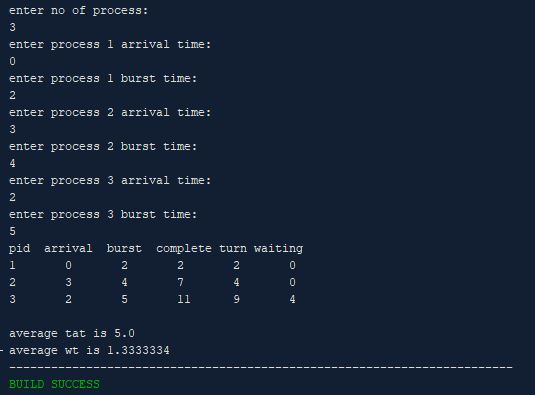 enter no of process:
3
enter process 1 arrival time:
0
enter process 1 burst time:
2
enter process 2 arrival time:
3
enter process 2 burst time:
4
enter process 3 arrival time:
2
enter process 3 burst time:
5
pid arrival burst complete turn waiting
1 0 2 2 2 0
2 3 4 7 4 0
3 2 5 11 9 4
average tat is 5.0
average wt is 1.3333334
------------------------------------------------------------------------
BUILD SUCCESS